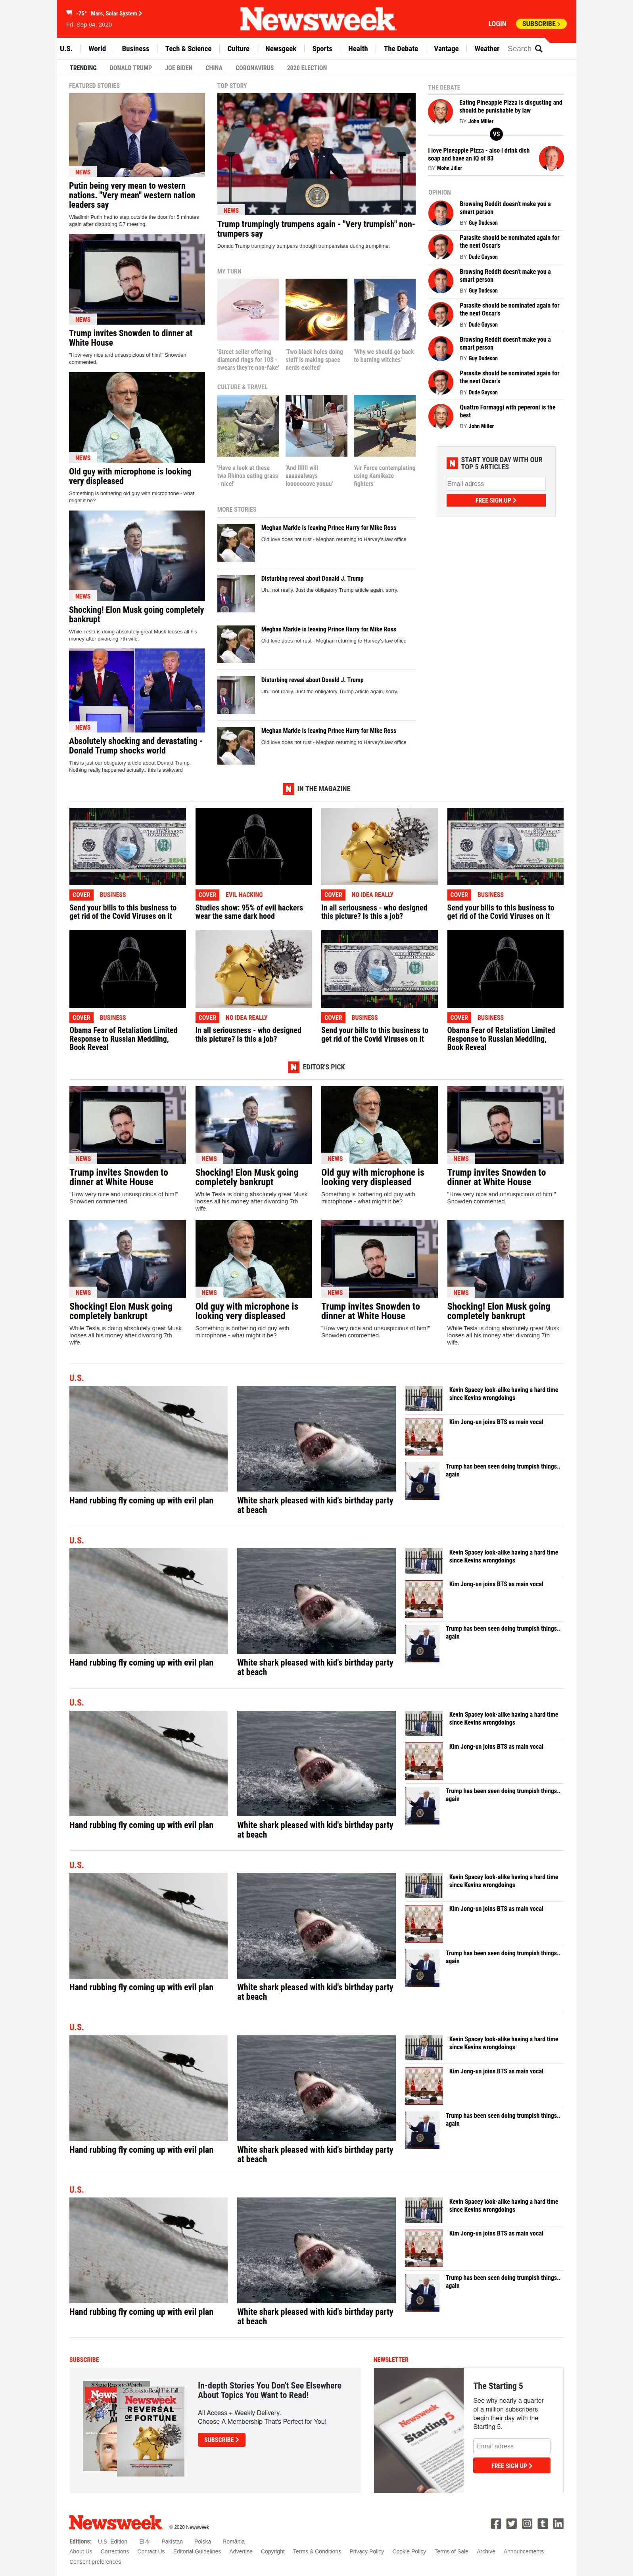 -75° Mars, Solar System
Fri, Sep 04, 2020
Newsweek
LOGIN
SUBSCRIBE
U.S.
World
Business
Tech & Science
Culture
Newsgeek
Sports
Health
The Debate
Vantage
Weather
Search
TRENDING
DONALD TRUMP
JOE BIDEN
CHINA
CORONAVIRUS
2020 ELECTION
FEATURED STORIES
NEWS
Putin being very mean to western
nations. "Very mean" western nation
leaders say
Wladimir Putin had to step outside the door for 5 minutes
again after disturbing G7 meeting.
NEWS
Trump invites Snowden to dinner at
White House
"How very nice and unsuspicious of him!" Snowden
commented.
NEWS
Old guy with microphone is looking
very displeased
Something is bothering old guy with microphone - what
might it be?
NEWS
Shocking! Elon Musk going completely
bankrupt
While Tesla is doing absolutely great Musk looses all his
money after divorcing 7th wife.
NEWS
Absolutely shocking and devastating -
Donald Trump shocks world
This is just our obligatory article about Donald Trump.
Nothing really happened actually.. this is awkward
TOP STORY
NEWS
Trump trumpingly trumpens again - "Very trumpish" non-
trumpers say
Donald Trump trumpingly trumpens through trumpenstate during trumptime.
MY TURN
'Street seller offering
diamond rings for 10$ -
swears they're non-fake'
'Two black holes doing
stuff is making space
nerds excited'
'Why we should go back
to burning witches'
CULTURE & TRAVEL
'Have a look at these
two Rhinos eating grass
- nice!'
'And IIIIII will
aaaaaalways
looooooove youuu'
'Air Force contemplating
using Kamikaze
fighters'
MORE STORIES
Meghan Markle is leaving Prince Harry for Mike Ross
Old love does not rust - Meghan returning to Harvey's law office
Disturbing reveal about Donald J. Trump
Uh.. not really. Just the obligatory Trump article again, sorry.
Meghan Markle is leaving Prince Harry for Mike Ross
Old love does not rust - Meghan returning to Harvey's law office
Disturbing reveal about Donald J. Trump
Uh.. not really. Just the obligatory Trump article again, sorry.
Meghan Markle is leaving Prince Harry for Mike Ross
Old love does not rust - Meghan returning to Harvey's law office
THE DEBATE
Eating Pineapple Pizza is disgusting and
should be punishable by law
BY John Miller
VS
I love Pineapple Pizza - also I drink dish
soap and have an IQ of 83
BY Mohn Jiller
OPINION
Browsing Reddit doesn't make you a
smart person
BY Guy Dudeson
Parasite should be nominated again for
the next Oscar's
BY Dude Guyson
Browsing Reddit doesn't make you a
smart person
BY Guy Dudeson
Parasite should be nominated again for
the next Oscar's
BY Dude Guyson
Browsing Reddit doesn't make you a
smart person
BY Guy Dudeson
Parasite should be nominated again for
the next Oscar's
BY Dude Guyson
Quattro Formaggi with peperoni is the
best
BY John Miller
N START YOUR DAY WITH OUR
TOP 5 ARTICLES
Email adress
FREE SIGN UP
N IN THE MAGAZINE
COVER BUSINESS
Send your bills to this business to
get rid of the Covid Viruses on it
COVER EVIL HACKING
Studies show: 95% of evil hackers
wear the same dark hood
COVER NO IDEA REALLY
In all seriousness - who designed
this picture? Is this a job?
COVER BUSINESS
Send your bills to this business to
get rid of the Covid Viruses on it
COVER BUSINESS
Obama Fear of Retaliation Limited
Response to Russian Meddling,
Book Reveal
COVER NO IDEA REALLY
In all seriousness - who designed
this picture? Is this a job?
COVER BUSINESS
Send your bills to this business to
get rid of the Covid Viruses on it
COVER BUSINESS
Obama Fear of Retaliation Limited
Response to Russian Meddling,
Book Reveal
N EDITOR'S PICK
NEWS
Trump invites Snowden to
dinner at White House
"How very nice and unsuspicious of him!"
Snowden commented.
NEWS
Shocking! Elon Musk going
completely bankrupt
While Tesla is doing absolutely great Musk
looses all his money after divorcing 7th
wife.
NEWS
Old guy with microphone is
looking very displeased
Something is bothering old guy with
microphone - what might it be?
NEWS
Trump invites Snowden to
dinner at White House
"How very nice and unsuspicious of him!"
Snowden commented.
NEWS
Shocking! Elon Musk going
completely bankrupt
While Tesla is doing absolutely great Musk
looses all his money after divorcing 7th
wife.
NEWS
Old guy with microphone is
looking very displeased
Something is bothering old guy with
microphone - what might it be?
NEWS
Trump invites Snowden to
dinner at White House
"How very nice and unsuspicious of him!"
Snowden commented.
NEWS
Shocking! Elon Musk going
completely bankrupt
While Tesla is doing absolutely great Musk
looses all his money after divorcing 7th
wife.
U.S.
Hand rubbing fly coming up with evil plan
White shark pleased with kid's birthday party
at beach
Kevin Spacey look-alike having a hard time
since Kevins wrongdoings
Kim Jong-un joins BTS as main vocal
Trump has been seen doing trumpish things..
again
U.S.
Hand rubbing fly coming up with evil plan
White shark pleased with kid's birthday party
at beach
Kevin Spacey look-alike having a hard time
since Kevins wrongdoings
Kim Jong-un joins BTS as main vocal
Trump has been seen doing trumpish things..
again
U.S.
Hand rubbing fly coming up with evil plan
White shark pleased with kid's birthday party
at beach
Kevin Spacey look-alike having a hard time
since Kevins wrongdoings
Kim Jong-un joins BTS as main vocal
Trump has been seen doing trumpish things..
again
U.S.
Hand rubbing fly coming up with evil plan
White shark pleased with kid's birthday party
at beach
Kevin Spacey look-alike having a hard time
since Kevins wrongdoings
Kim Jong-un joins BTS as main vocal
Trump has been seen doing trumpish things..
again
U.S.
Hand rubbing fly coming up with evil plan
White shark pleased with kid's birthday party
at beach
Kevin Spacey look-alike having a hard time
since Kevins wrongdoings
Kim Jong-un joins BTS as main vocal
Trump has been seen doing trumpish things..
again
U.S.
Hand rubbing fly coming up with evil plan
White shark pleased with kid's birthday party
at beach
Kevin Spacey look-alike having a hard time
since Kevins wrongdoings
Kim Jong-un joins BTS as main vocal
Trump has been seen doing trumpish things..
again
SUBSCRIBE
Newsweek
REVERSAL
OF FORTUNE
In-depth Stories You Don't See Elsewhere
About Topics You Want to Read!
All Access + Weekly Delivery.
Choose A Membership That's Perfect for You!
SUBSCRIBE
NEWSLETTER
Newsweek
Starting 5
The Starting 5
See why nearly a quarter
of a million subscribers
begin their day with the
Starting 5.
Email adress
FREE SIGN UP
Newsweek
© 2020 Newsweek
Editions: U.S. Edition 日本 Pakistan Polska România
About Us Corrections Contact Us Editorial Guidelines Advertise Copyright Terms & Conditions Privacy Policy Cookie Policy Terms of Sale Archive Announcements
Consent preferences